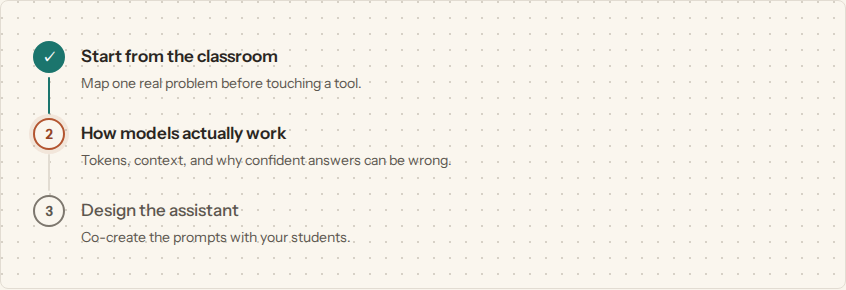 ✓
Start from the classroom
Map one real problem before touching a tool.
2
How models actually work
Tokens, context, and why confident answers can be wrong.
3
Design the assistant
Co-create the prompts with your students.